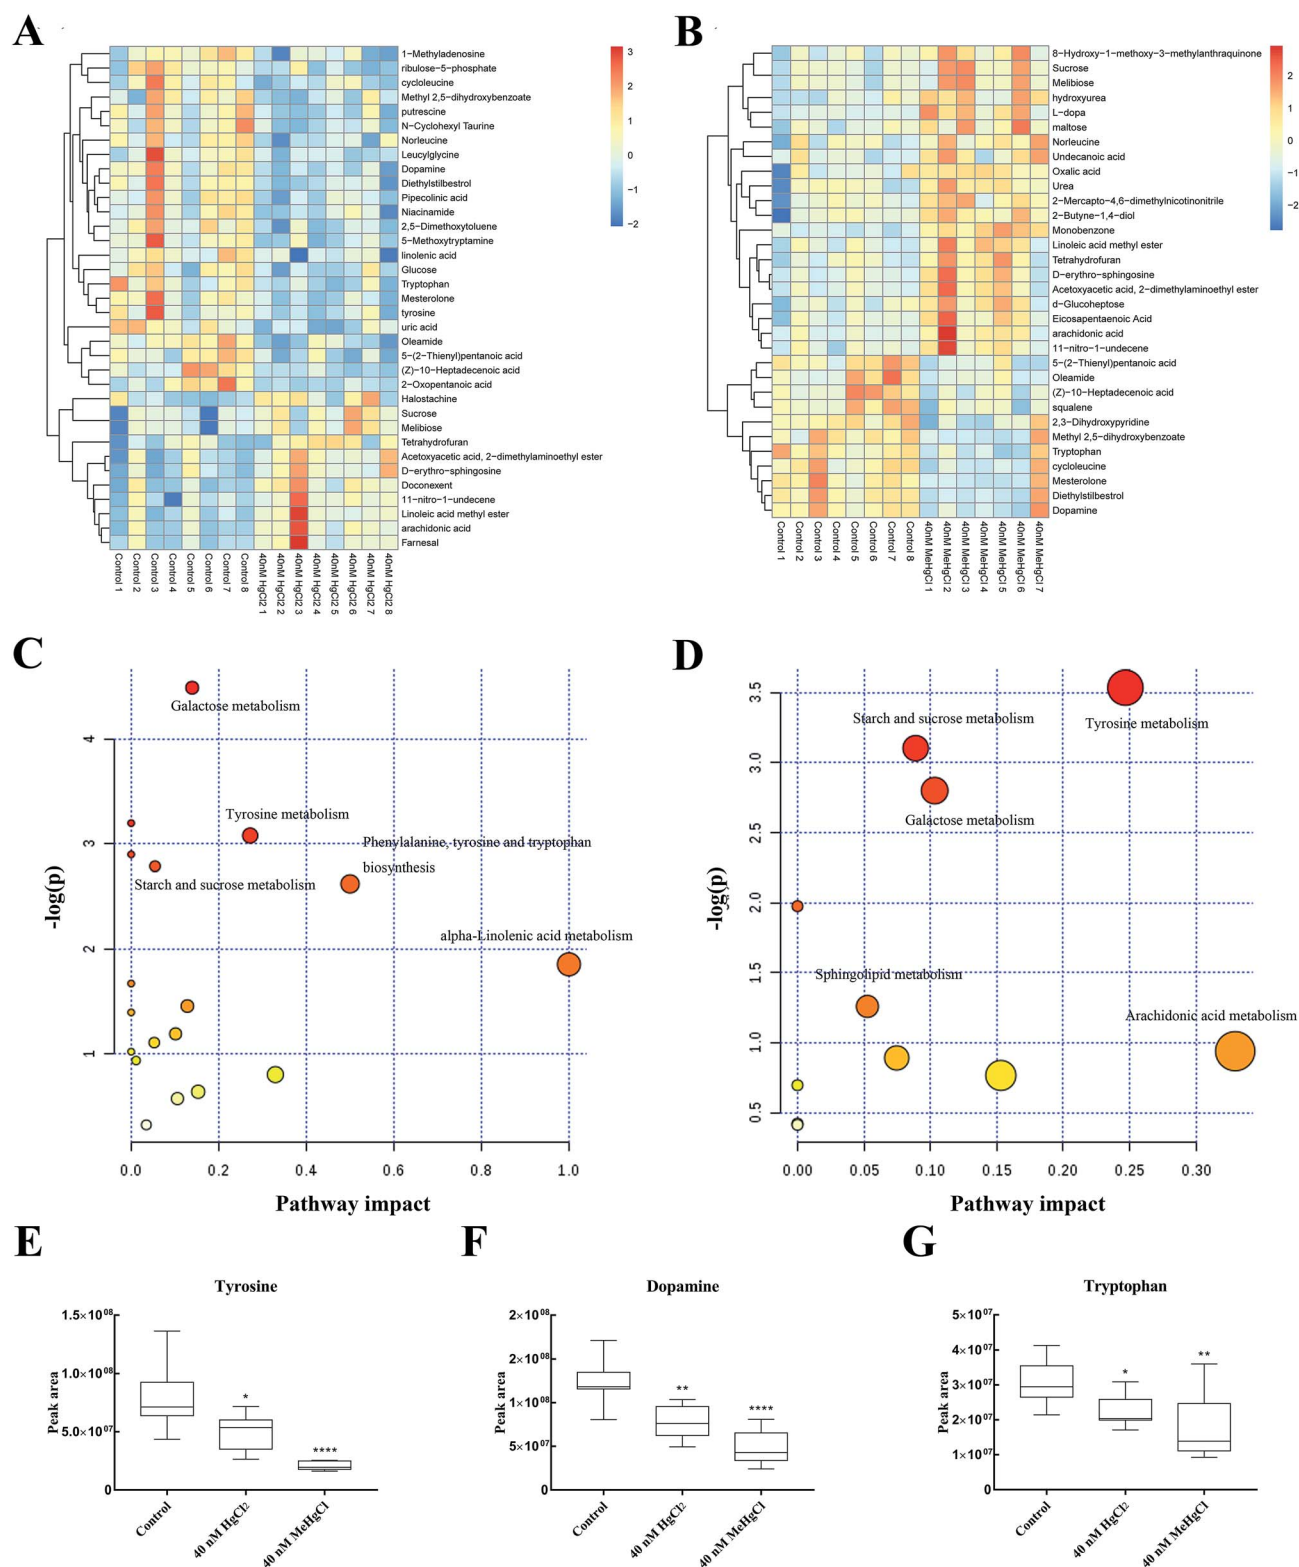 A
1−Methyladenosine
ribulose−5−phosphate
cycloleucine
Methyl 2,5−dihydroxybenzoate
putrescine
N−Cyclohexyl Taurine
Norleucine
Leucylglycine
Dopamine
Diethylstilbestrol
Pipecolinic acid
Niacinamide
2,5−Dimethoxytoluene
5−Methoxytryptamine
linolenic acid
Glucose
Tryptophan
Mesterolone
tyrosine
uric acid
Oleamide
5−(2−Thienyl)pentanoic acid
(Z)−10−Heptadecenoic acid
2−Oxopentanoic acid
Halostachine
Sucrose
Melibiose
Tetrahydrofuran
Acetoxyacetic acid, 2−dimethylaminoethyl ester
D−erythro−sphingosine
Doconexent
11−nitro−1−undecene
Linoleic acid methyl ester
arachidonic acid
Farnesal
3
2
1
0
−1
−2
Control 1
Control 2
Control 3
Control 4
Control 5
Control 6
Control 7
Control 8
40nM HgCl2 1
40nM HgCl2 2
40nM HgCl2 3
40nM HgCl2 4
40nM HgCl2 5
40nM HgCl2 6
40nM HgCl2 7
40nM HgCl2 8
B
8−Hydroxy−1−methoxy−3−methylanthraquinone
Sucrose
Melibiose
hydroxyurea
L−dopa
maltose
Norleucine
Undecanoic acid
Oxalic acid
Urea
2−Mercapto−4,6−dimethylnicotinonitrile
2−Butyne−1,4−diol
Monobenzone
Linoleic acid methyl ester
Tetrahydrofuran
D−erythro−sphingosine
Acetoxyacetic acid, 2−dimethylaminoethyl ester
d−Glucoheptose
Eicosapentaenoic Acid
arachidonic acid
11−nitro−1−undecene
5−(2−Thienyl)pentanoic acid
Oleamide
(Z)−10−Heptadecenoic acid
squalene
2,3−Dihydroxypyridine
Methyl 2,5−dihydroxybenzoate
Tryptophan
cycloleucine
Mesterolone
Diethylstilbestrol
Dopamine
2
1
0
−1
−2
Control 1
Control 2
Control 3
Control 4
Control 5
Control 6
Control 7
Control 8
40nM MeHgCl 1
40nM MeHgCl 2
40nM MeHgCl 3
40nM MeHgCl 4
40nM MeHgCl 5
40nM MeHgCl 6
40nM MeHgCl 7
C
Galactose metabolism
Tyrosine metabolism
Phenylalanine, tyrosine and tryptophan
biosynthesis
Starch and sucrose metabolism
alpha-Linolenic acid metabolism
4
3
2
1
-log(p)
0.0 0.2 0.4 0.6 0.8 1.0
Pathway impact
D
Starch and sucrose metabolism
Tyrosine metabolism
Galactose metabolism
Sphingolipid metabolism
Arachidonic acid metabolism
3.5
3.0
2.5
2.0
1.5
1.0
0.5
-log(p)
0.00 0.05 0.10 0.15 0.20 0.25 0.30
Pathway impact
E
Tyrosine
1.5×10⁰⁸
1.0×10⁰⁸
5.0×10⁰⁷
0
Peak area
*
****
Control
40 nM HgCl₂
40 nM MeHgCl
F
Dopamine
2×10⁰⁸
2×10⁰⁸
1×10⁰⁸
5×10⁰⁷
0
Peak area
**
****
Control
40 nM HgCl₂
40 nM MeHgCl
G
Tryptophan
5×10⁰⁷
4×10⁰⁷
3×10⁰⁷
2×10⁰⁷
1×10⁰⁷
0
Peak area
*
**
Control
40 nM HgCl₂
40 nM MeHgCl